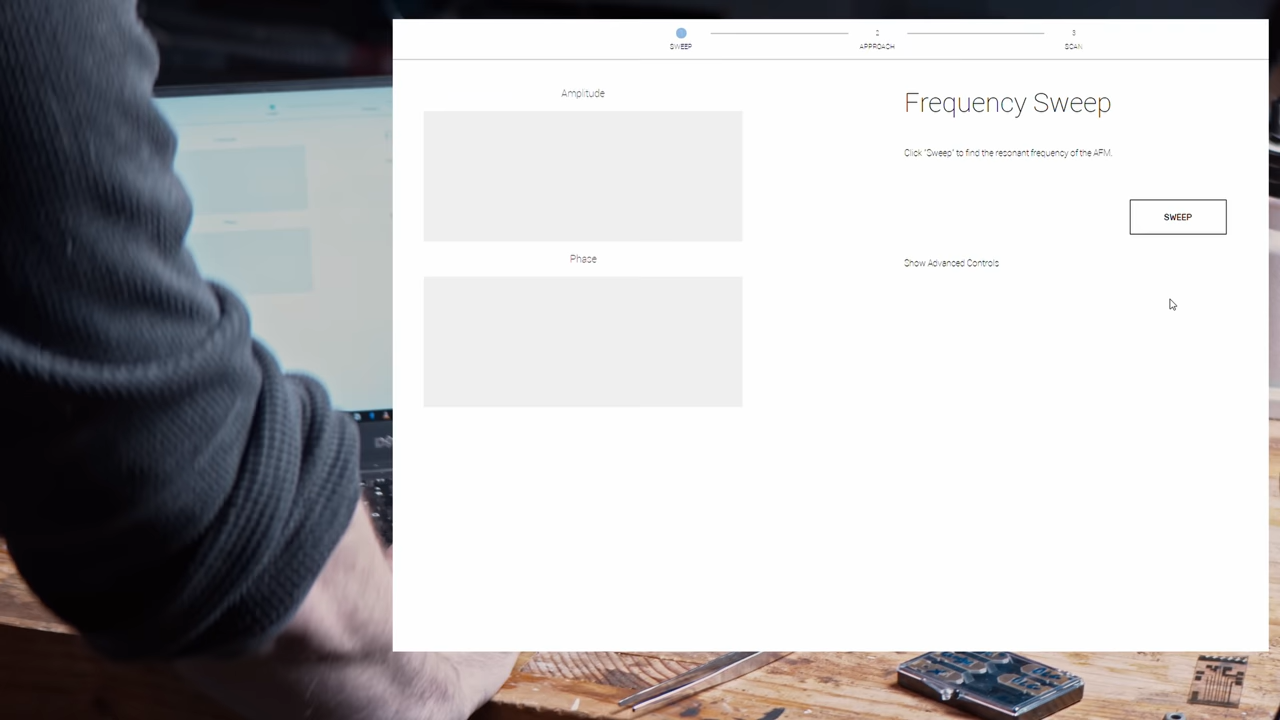 SWEEP
2
APPROACH
3
SCAN
Amplitude
Phase
Frequency Sweep
Click "Sweep" to find the resonant frequency of the AFM.
SWEEP
Show Advanced Controls